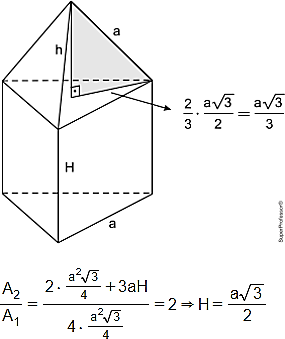 a
h
2/3 · a√3/2 = a√3/3
H
a
SuperProfessor®
A₂/A₁ = (2 · a²√3/4 + 3aH)/(4 · a²√3/4) = 2 ⇒ H = a√3/2